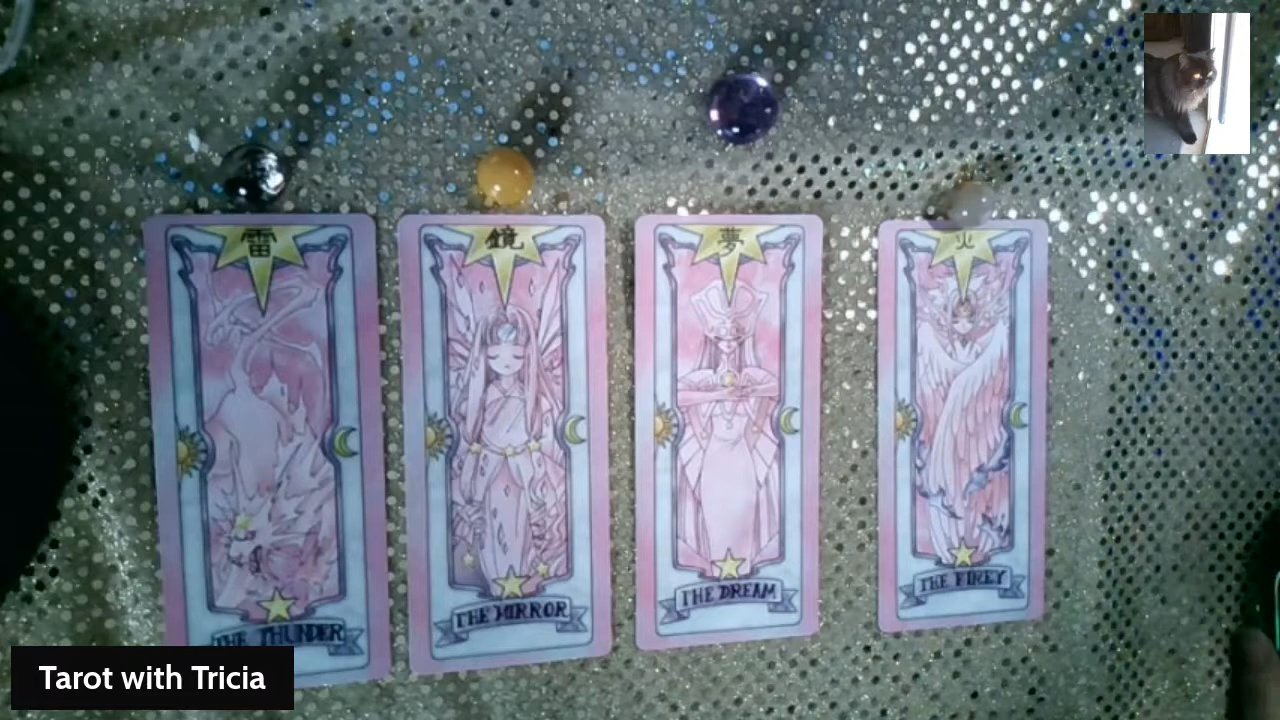 雷
鏡
夢
火
THE THUNDER
THE MIRROR
THE DREAM
THE FIREY
Tarot with Tricia